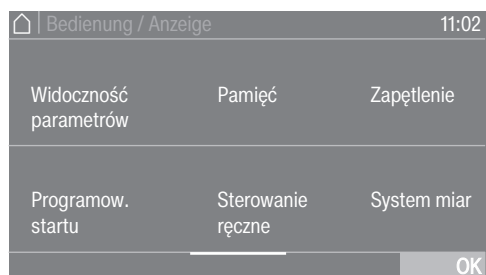 Bedienung / Anzeige 11:02
Widoczność Pamięć Zapętlenie
parametrów
Programow. Sterowanie System miar
startu ręczne
OK